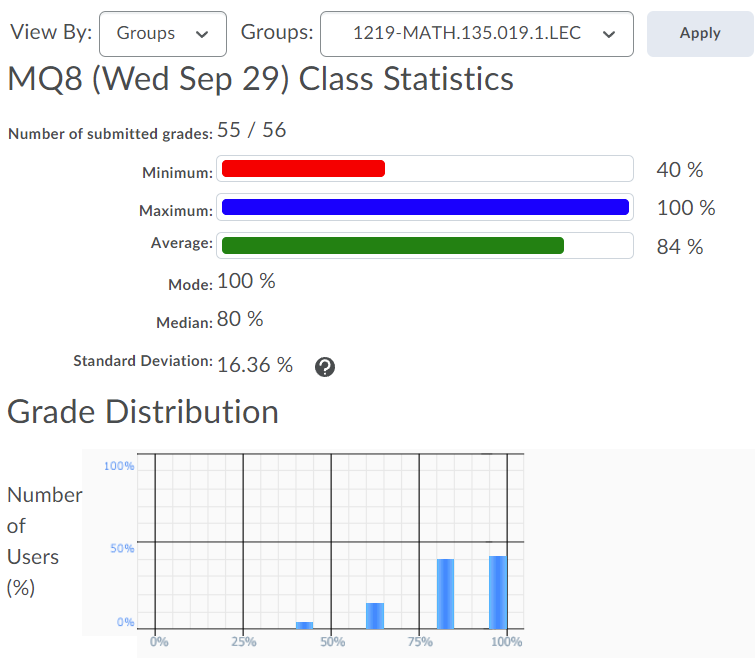 View By: Groups Groups: 1219-MATH.135.019.1.LEC Apply
MQ8 (Wed Sep 29) Class Statistics
Number of submitted grades: 55 / 56
Minimum: 40 %
Maximum: 100 %
Average: 84 %
Mode: 100 %
Median: 80 %
Standard Deviation: 16.36 % ?
Grade Distribution
Number
of
Users
(%)
100%
50%
0%
0% 25% 50% 75% 100%